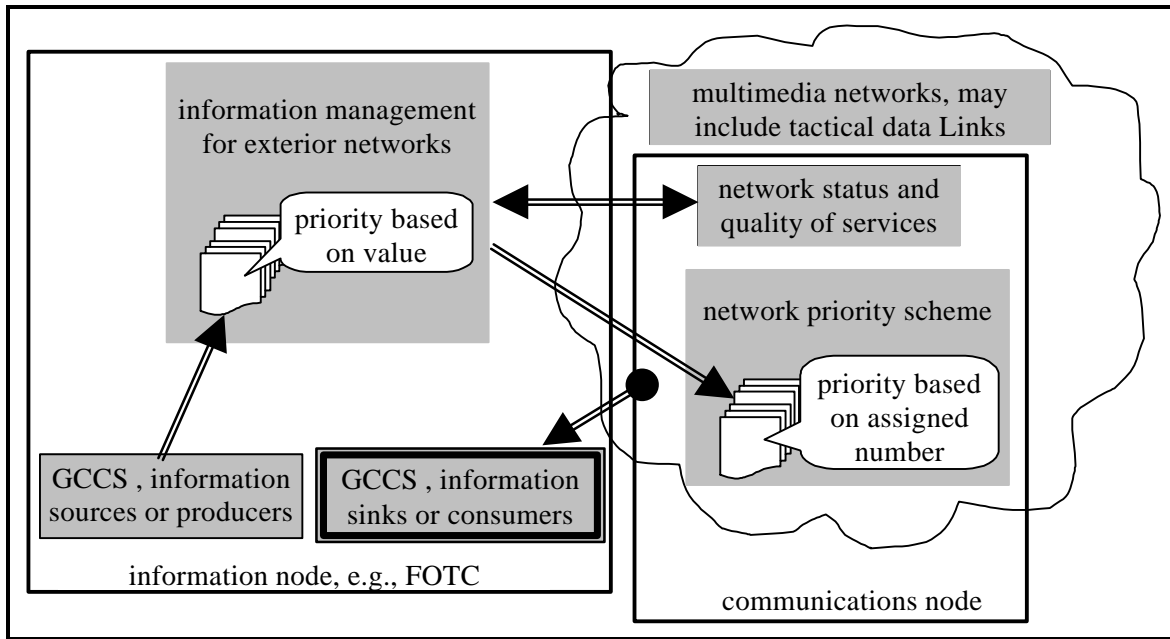 information management
for exterior networks
priority based
on value
GCCS , information
sources or producers
GCCS , information
sinks or consumers
information node, e.g., FOTC
multimedia networks, may
include tactical data Links
network status and
quality of services
network priority scheme
priority based
on assigned
number
communications node